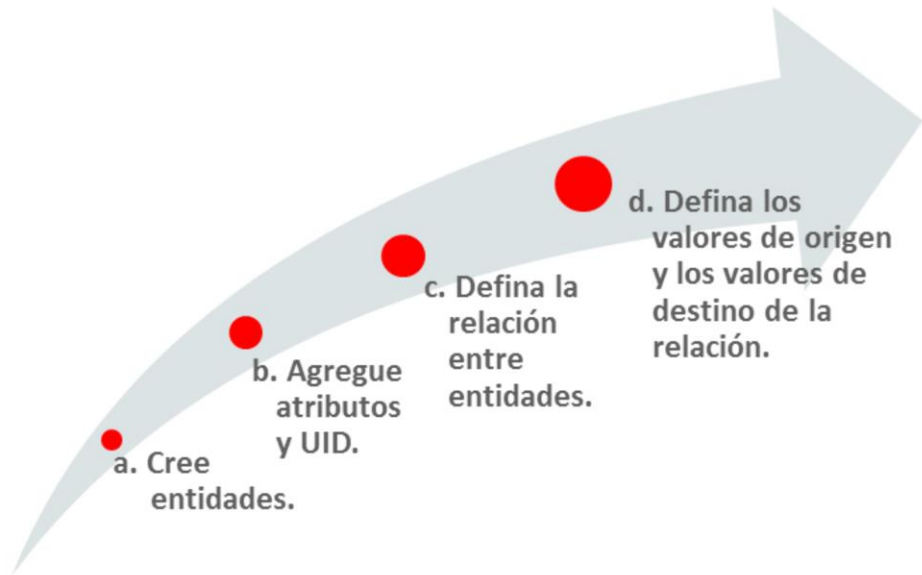 a. Cree
entidades.
b. Agregue
atributos
y UID.
c. Defina la
relación
entre
entidades.
d. Defina los
valores de origen
y los valores de
destino de la
relación.